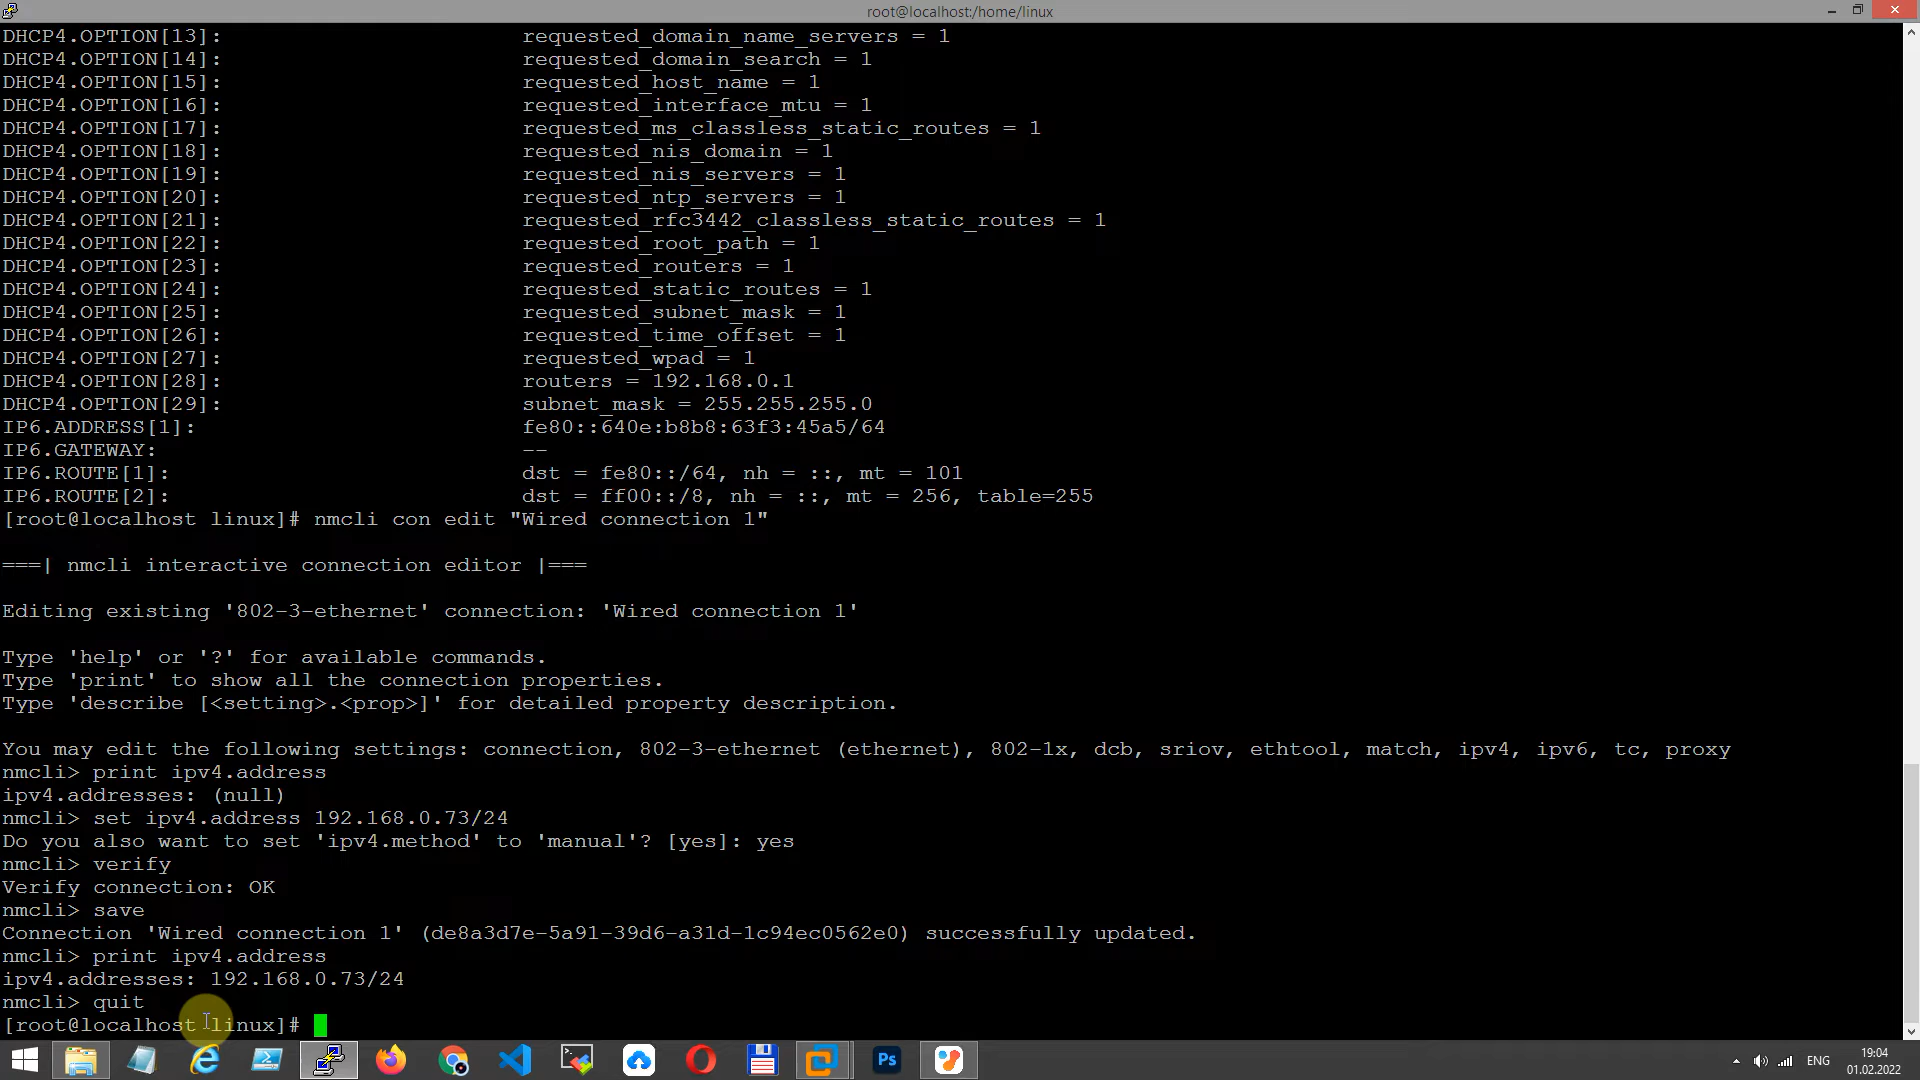 root@localhost:/home/linux
DHCP4.OPTION[13]: requested_domain_name_servers = 1
DHCP4.OPTION[14]: requested_domain_search = 1
DHCP4.OPTION[15]: requested_host_name = 1
DHCP4.OPTION[16]: requested_interface_mtu = 1
DHCP4.OPTION[17]: requested_ms_classless_static_routes = 1
DHCP4.OPTION[18]: requested_nis_domain = 1
DHCP4.OPTION[19]: requested_nis_servers = 1
DHCP4.OPTION[20]: requested_ntp_servers = 1
DHCP4.OPTION[21]: requested_rfc3442_classless_static_routes = 1
DHCP4.OPTION[22]: requested_root_path = 1
DHCP4.OPTION[23]: requested_routers = 1
DHCP4.OPTION[24]: requested_static_routes = 1
DHCP4.OPTION[25]: requested_subnet_mask = 1
DHCP4.OPTION[26]: requested_time_offset = 1
DHCP4.OPTION[27]: requested_wpad = 1
DHCP4.OPTION[28]: routers = 192.168.0.1
DHCP4.OPTION[29]: subnet_mask = 255.255.255.0
IP6.ADDRESS[1]: fe80::640e:b8b8:63f3:45a5/64
IP6.GATEWAY: --
IP6.ROUTE[1]: dst = fe80::/64, nh = ::, mt = 101
IP6.ROUTE[2]: dst = ff00::/8, nh = ::, mt = 256, table=255
[root@localhost linux]# nmcli con edit "Wired connection 1"
===| nmcli interactive connection editor |===
Editing existing '802-3-ethernet' connection: 'Wired connection 1'
Type 'help' or '?' for available commands.
Type 'print' to show all the connection properties.
Type 'describe [<setting>.<prop>]' for detailed property description.
You may edit the following settings: connection, 802-3-ethernet (ethernet), 802-1x, dcb, sriov, ethtool, match, ipv4, ipv6, tc, proxy
nmcli> print ipv4.address
ipv4.addresses: (null)
nmcli> set ipv4.address 192.168.0.73/24
Do you also want to set 'ipv4.method' to 'manual'? [yes]: yes
nmcli> verify
Verify connection: OK
nmcli> save
Connection 'Wired connection 1' (de8a3d7e-5a91-39d6-a31d-1c94ec0562e0) successfully updated.
nmcli> print ipv4.address
ipv4.addresses: 192.168.0.73/24
nmcli> quit
[root@localhost linux]#
Ps
ENG
19:04
01.02.2022